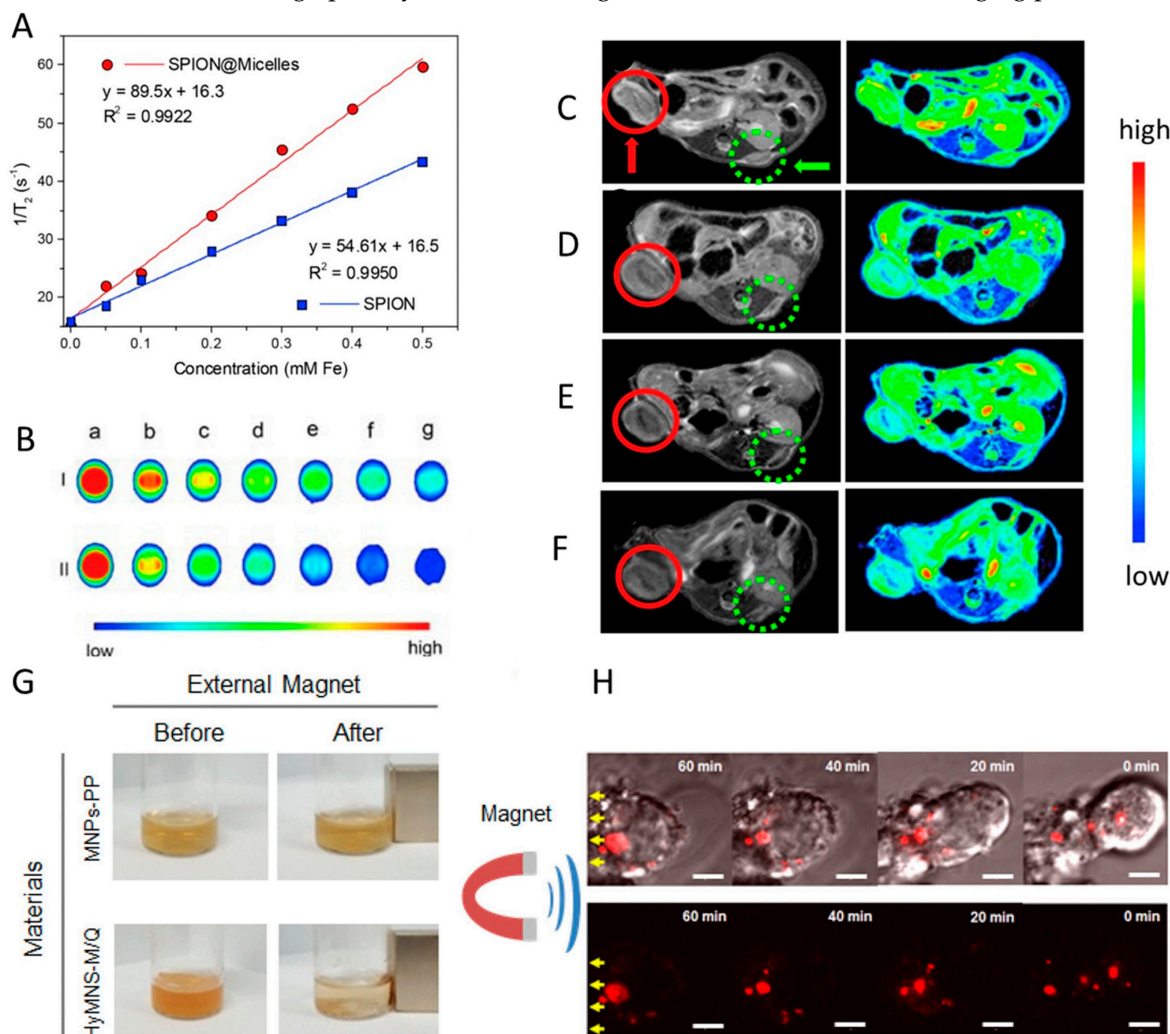 A
60
50
40
30
20
1/T₂ (s⁻¹)
SPION@Micelles
y = 89.5x + 16.3
R² = 0.9922
y = 54.61x + 16.5
R² = 0.9950
SPION
0.0 0.1 0.2 0.3 0.4 0.5
Concentration (mM Fe)
B
a b c d e f g
I
II
low high
C
D
E
F
high
low
G
External Magnet
Before After
Materials
MNPs-PP
HyMNS-M/Q
Magnet
H
60 min 40 min 20 min 0 min
60 min 40 min 20 min 0 min